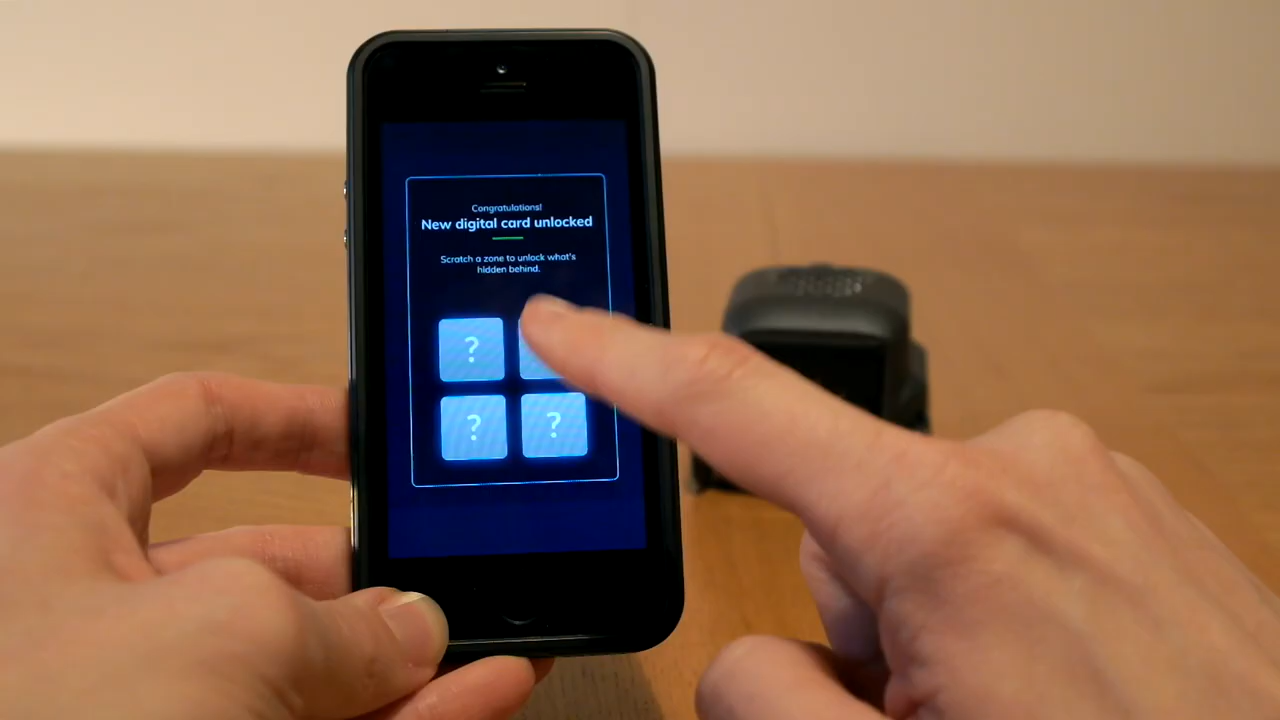 Congratulations!
New digital card unlocked
Scratch a zone to unlock what's
hidden behind.
?
? ?